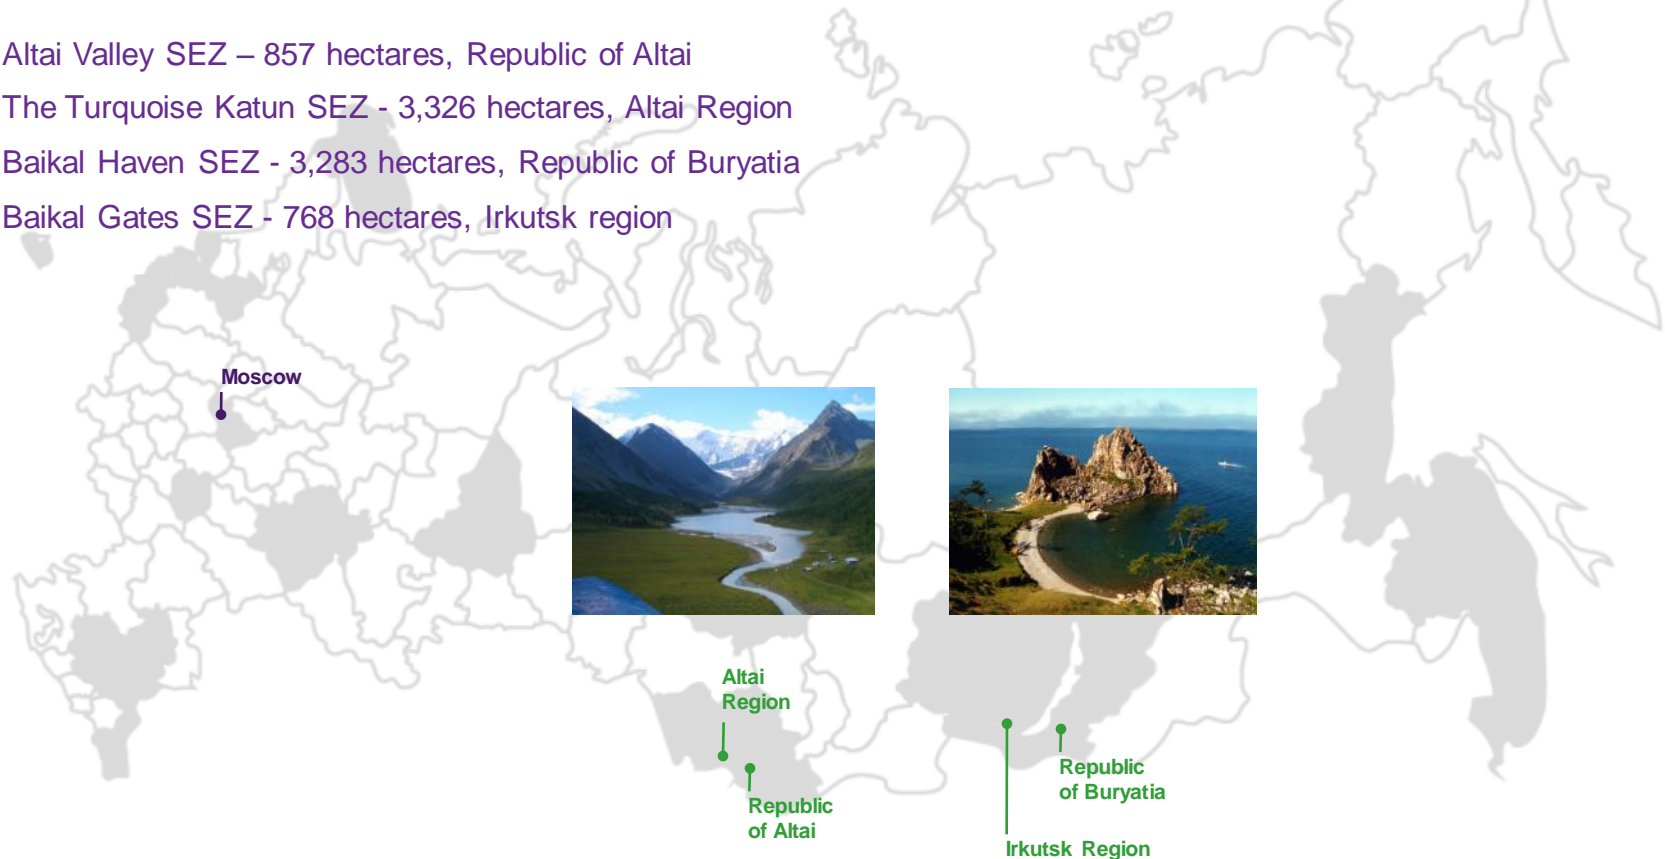 Altai Valley SEZ – 857 hectares, Republic of Altai
The Turquoise Katun SEZ - 3,326 hectares, Altai Region
Baikal Haven SEZ - 3,283 hectares, Republic of Buryatia
Baikal Gates SEZ - 768 hectares, Irkutsk region
Moscow
Altai
Region
Republic
of Altai
Republic
of Buryatia
Irkutsk Region